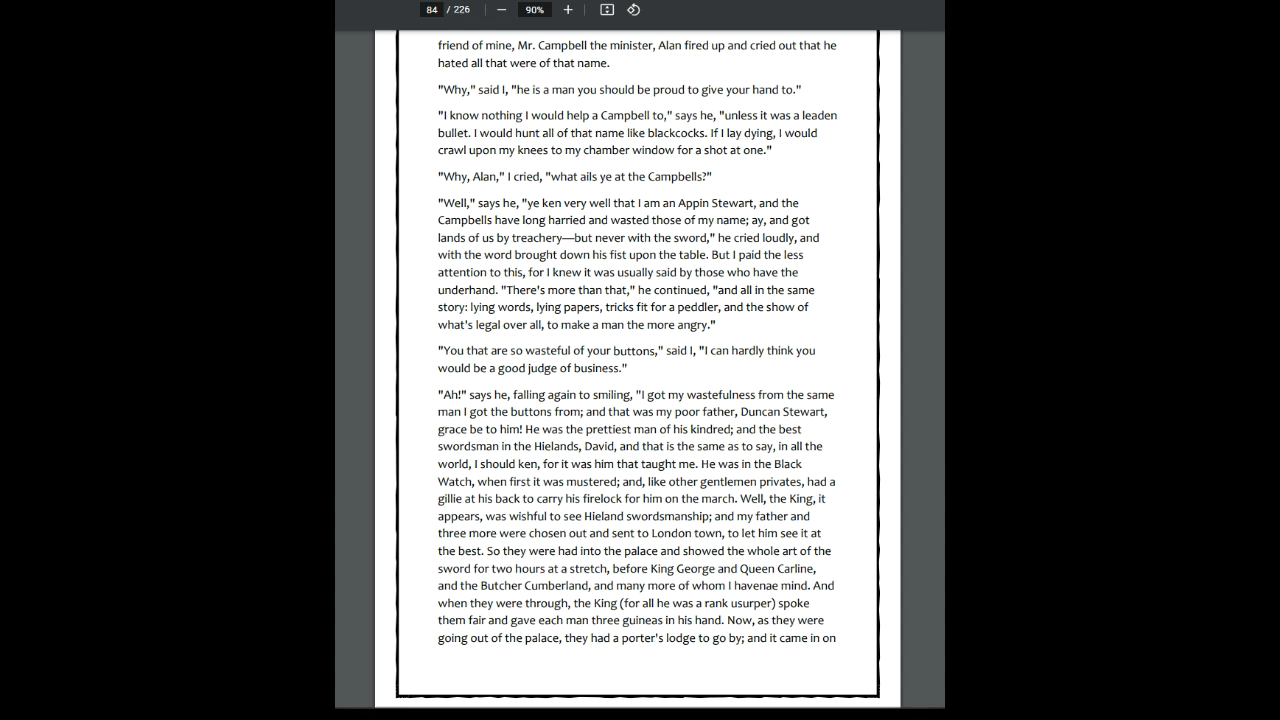 84 / 226 — 90% +
friend of mine, Mr. Campbell the minister, Alan fired up and cried out that he
hated all that were of that name.
"Why," said I, "he is a man you should be proud to give your hand to."
"I know nothing I would help a Campbell to," says he, "unless it was a leaden
bullet. I would hunt all of that name like blackcocks. If I lay dying, I would
crawl upon my knees to my chamber window for a shot at one."
"Why, Alan," I cried, "what ails ye at the Campbells?"
"Well," says he, "ye ken very well that I am an Appin Stewart, and the
Campbells have long harried and wasted those of my name; ay, and got
lands of us by treachery—but never with the sword," he cried loudly, and
with the word brought down his fist upon the table. But I paid the less
attention to this, for I knew it was usually said by those who have the
underhand. "There's more than that," he continued, "and all in the same
story: lying words, lying papers, tricks fit for a peddler, and the show of
what's legal over all, to make a man the more angry."
"You that are so wasteful of your buttons," said I, "I can hardly think you
would be a good judge of business."
"Ah!" says he, falling again to smiling, "I got my wastefulness from the same
man I got the buttons from; and that was my poor father, Duncan Stewart,
grace be to him! He was the prettiest man of his kindred; and the best
swordsman in the Hielands, David, and that is the same as to say, in all the
world, I should ken, for it was him that taught me. He was in the Black
Watch, when first it was mustered; and, like other gentlemen privates, had a
gillie at his back to carry his firelock for him on the march. Well, the King, it
appears, was wishful to see Hieland swordsmanship; and my father and
three more were chosen out and sent to London town, to let him see it at
the best. So they were had into the palace and showed the whole art of the
sword for two hours at a stretch, before King George and Queen Carline,
and the Butcher Cumberland, and many more of whom I havenae mind. And
when they were through, the King (for all he was a rank usurper) spoke
them fair and gave each man three guineas in his hand. Now, as they were
going out of the palace, they had a porter's lodge to go by; and it came in on